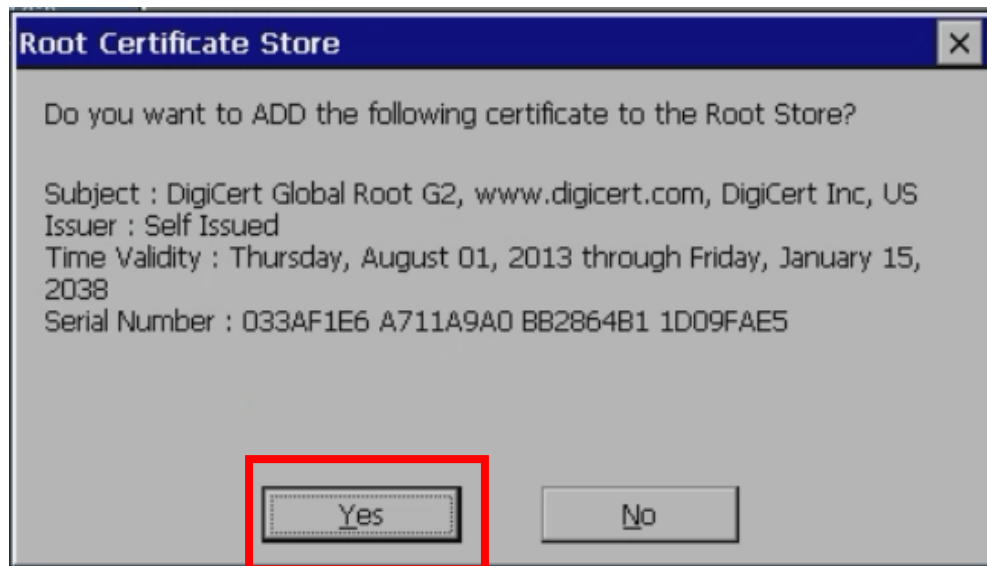 Root Certificate Store
Do you want to ADD the following certificate to the Root Store?
Subject : DigiCert Global Root G2, www.digicert.com, DigiCert Inc, US
Issuer : Self Issued
Time Validity : Thursday, August 01, 2013 through Friday, January 15,
2038
Serial Number : 033AF1E6 A711A9A0 BB2864B1 1D09FAE5
Yes No